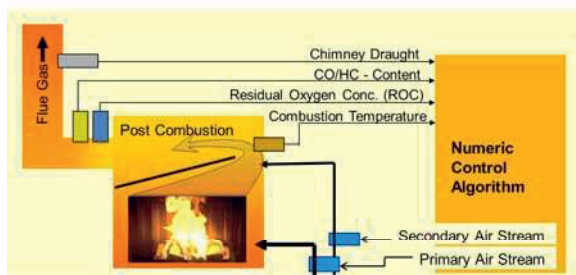 Flue Gas
Chimney Draught
CO/HC - Content
Residual Oxygen Conc. (ROC)
Combustion Temperature
Post Combustion
Numeric
Control
Algorithm
Secondary Air Stream
Primary Air Stream